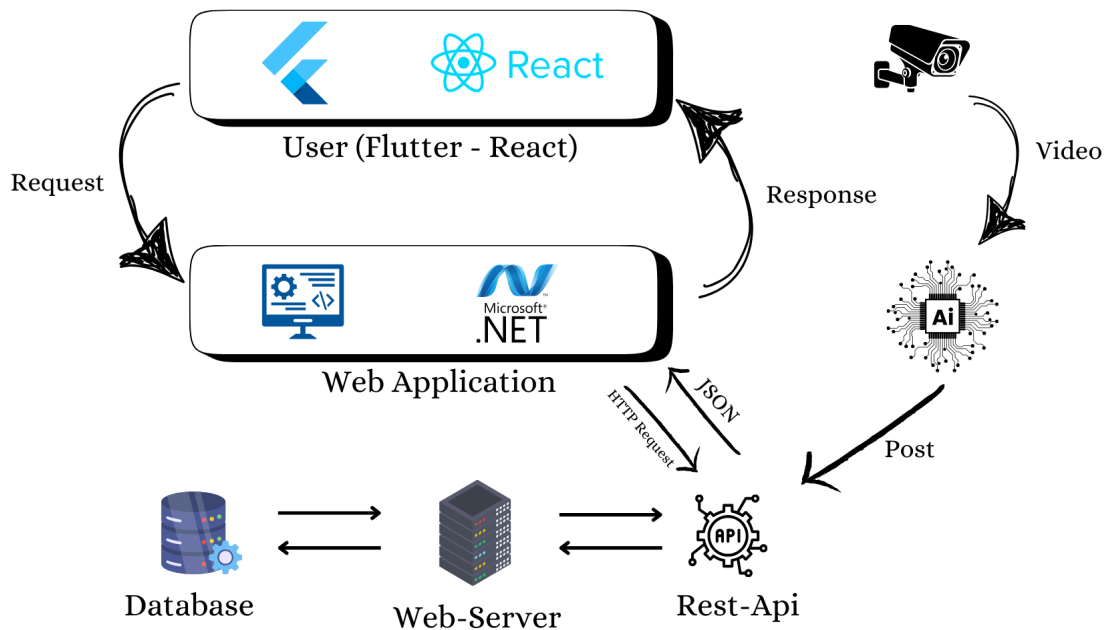 React
User (Flutter - React)
Request
Response
Video
Microsoft®
.NET
™
Ai
Web Application
HTTP Request
JSON
Post
API
Database
Web-Server
Rest-Api